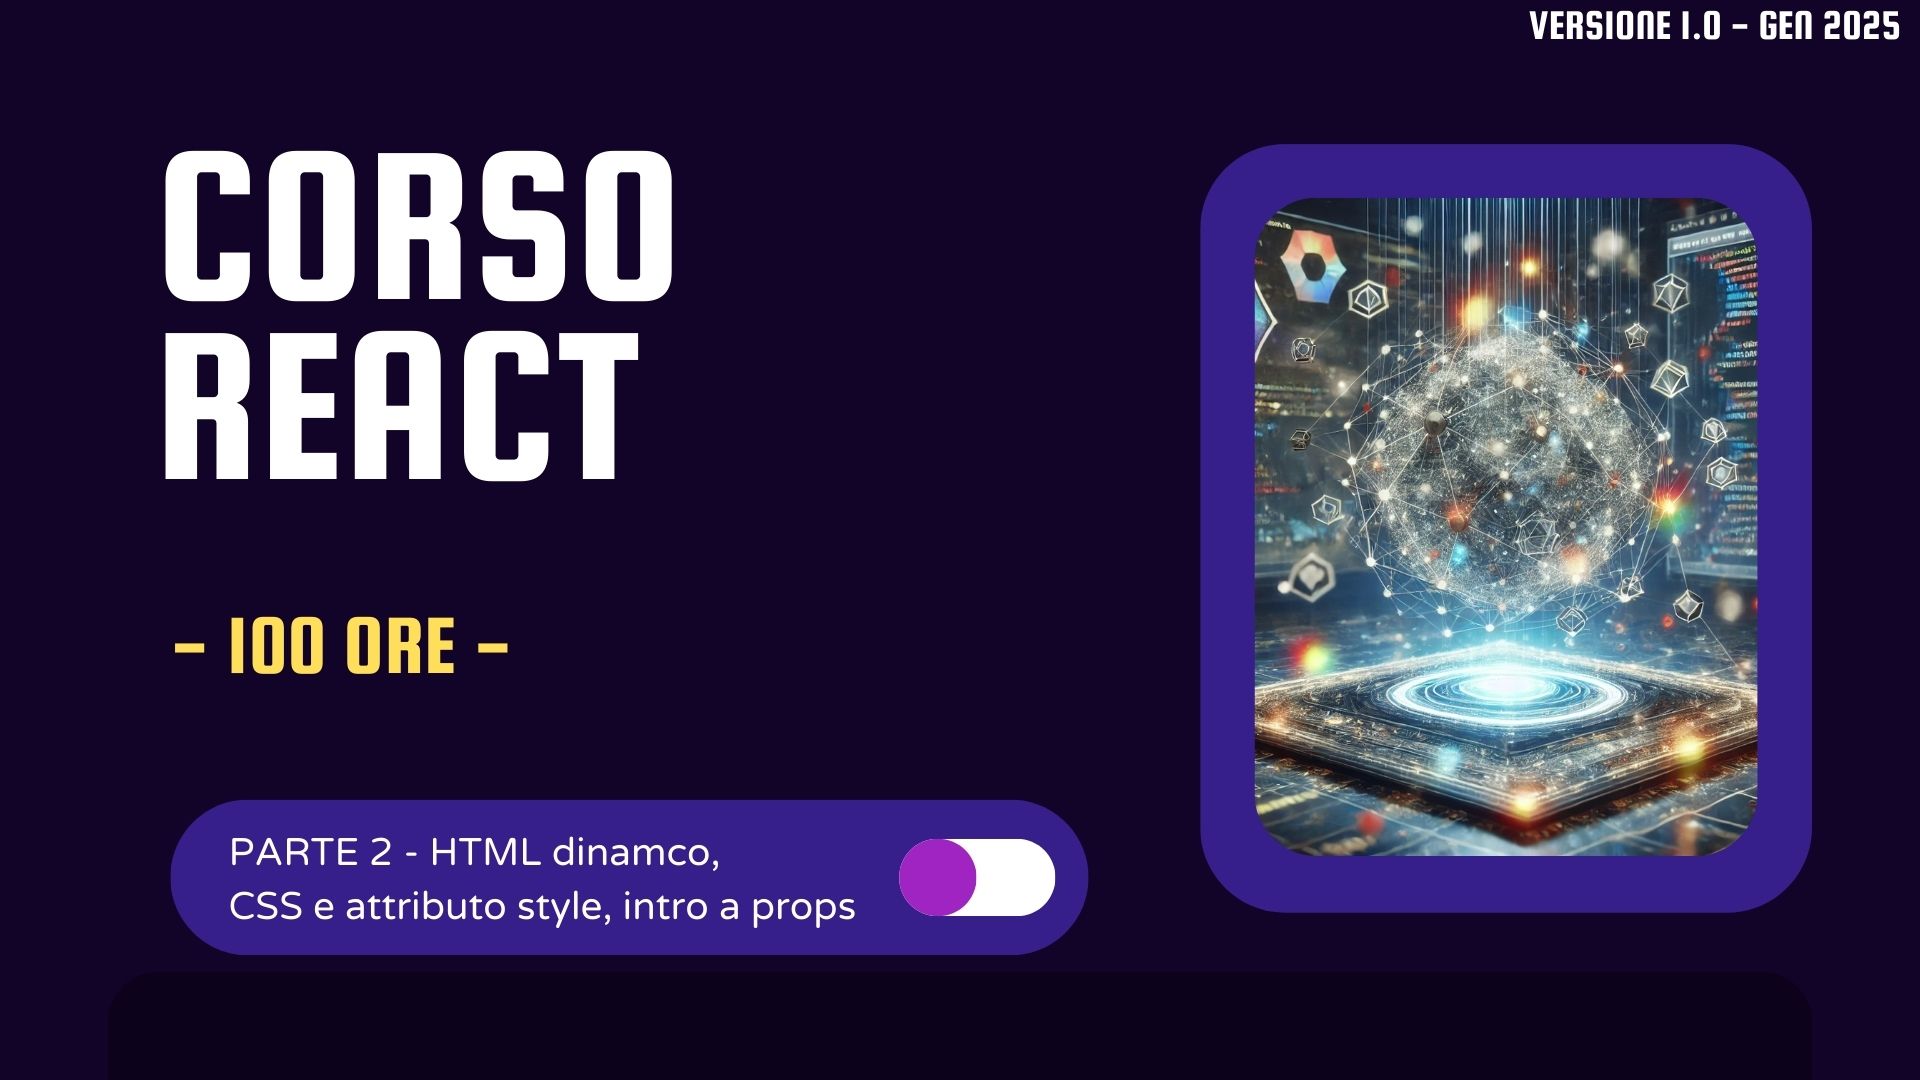 VERSIONE 1.0 - GEN 2025
CORSO
REACT
- 100 ORE -
PARTE 2 - HTML dinamco,
CSS e attributo style, intro a props